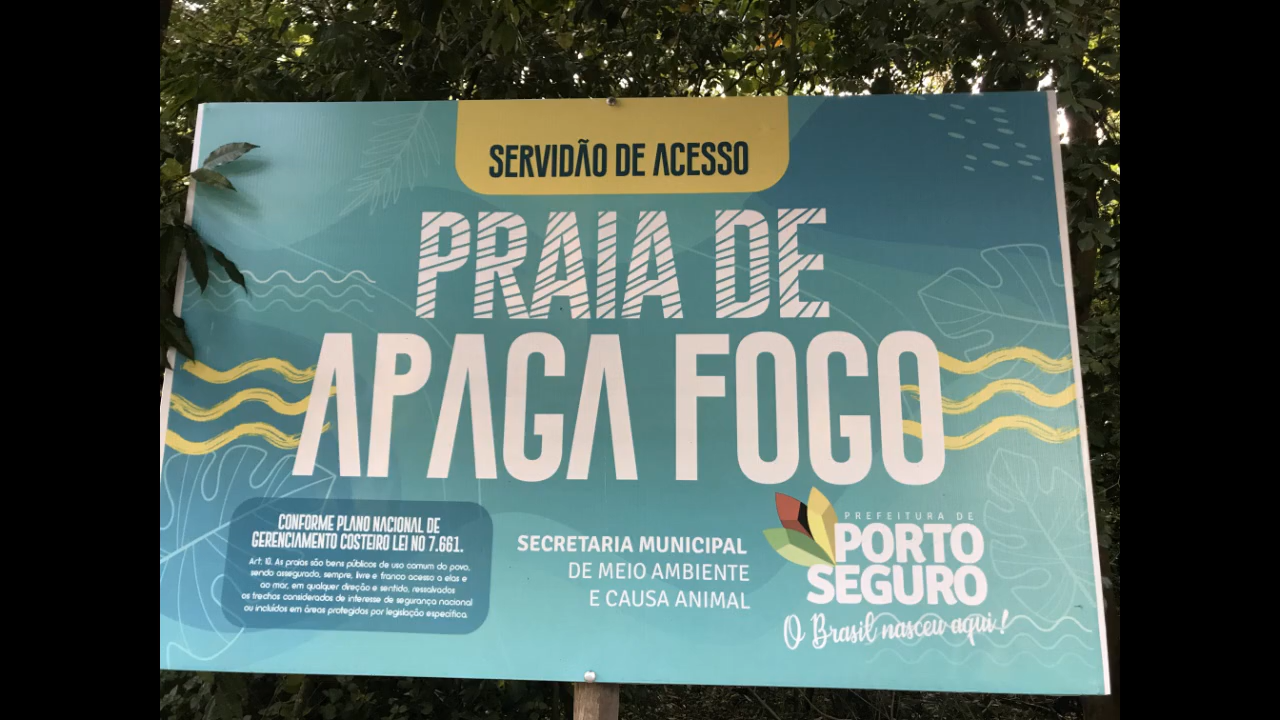 SERVIDÃO DE ACESSO
PRAIA DE
APAGA FOGO
CONFORME PLANO NACIONAL DE
GERENCIAMENTO COSTEIRO LEI NO 7.661.
Art. 10. As praias são bens públicos de uso comum do povo,
sendo assegurado, sempre, livre e franco acesso a elas e
ao mar, em qualquer direção e sentido, ressalvados
os trechos considerados de interesse de segurança nacional
ou incluídos em áreas protegidas por legislação específica.
SECRETARIA MUNICIPAL
DE MEIO AMBIENTE
E CAUSA ANIMAL
PREFEITURA DE
PORTO
SEGURO
O Brasil nasceu aqui!